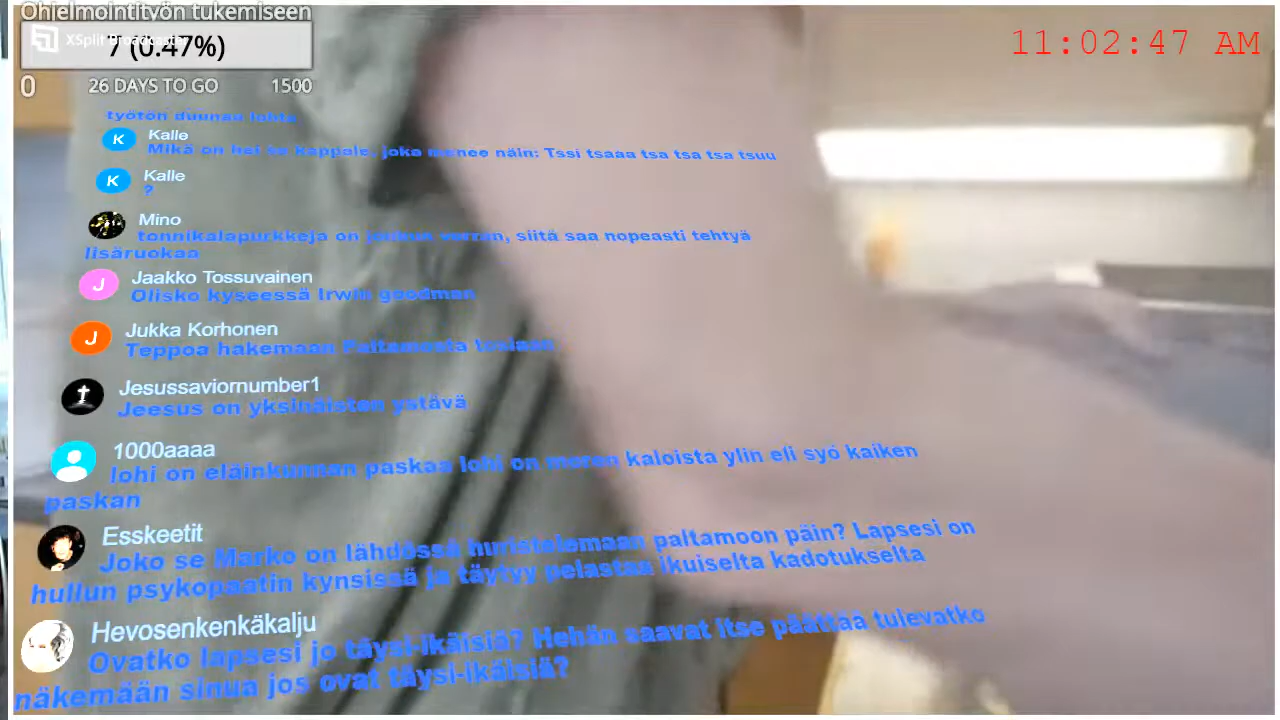 Ohjelmointityön tukemiseen
XSplit Broadcaster
7 (0.47%)
0 26 DAYS TO GO 1500
11:02:47 AM
työtön duunau lohta
K Kalle
Mikä on hei se kappale, joka menee näin: Tssi tsaaa tsa tsa tsa tsuu
K Kalle
?
Mino
tonnikalapurkkeja on jonkun verran, siitä saa nopeasti tehtyä
lisäruokaa
J Jaakko Tossuvainen
Olisko kyseessä Irwin goodman
J Jukka Korhonen
Teppoa hakemaan Paltamosta
Jesussaviornumber1
Jeesus on yksinäisten ystävä
1000aaaa
lohi on eläinkunnan paskaa lohi on meren kaloista ylin eli syö kaiken
paskan
Esskeetit
Joko se Marko on lähdössä huristelemaan paltamoon päin? Lapsesi on
hullun psykopaatin kynsissä ja täytyy pelastaa ikuiselta kadotukselta
Hevosenkenkäkalju
Ovatko lapsesi jo täysi-ikäisiä? Hehän saavat itse päättää tulevatko
näkemään sinua jos ovat täysi-ikäisiä?